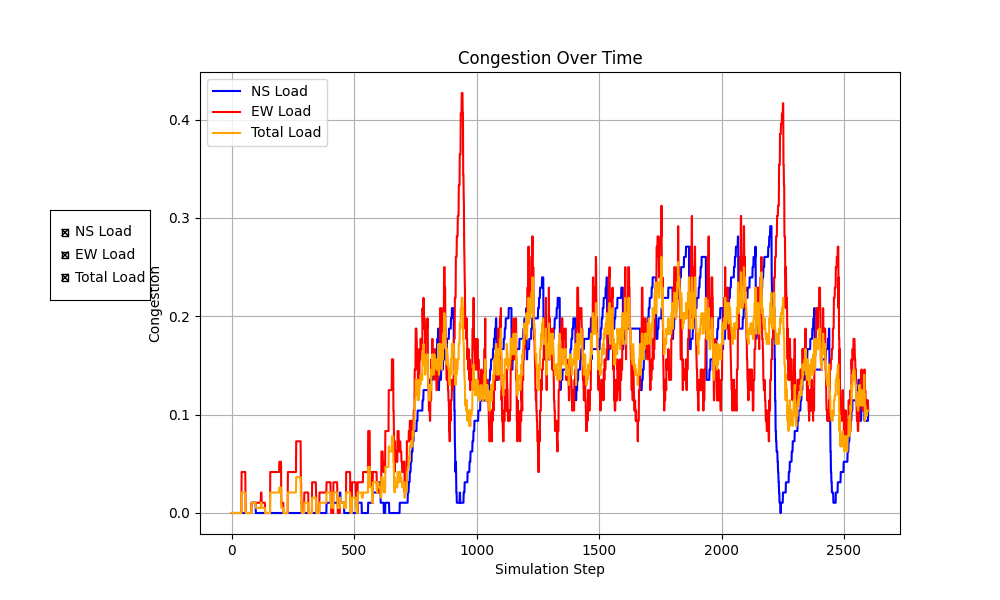 Congestion Over Time
NS Load
EW Load
Total Load
NS Load
EW Load
Total Load
Congestion
0.4
0.3
0.2
0.1
0.0
0
500
1000
1500
2000
2500
Simulation Step